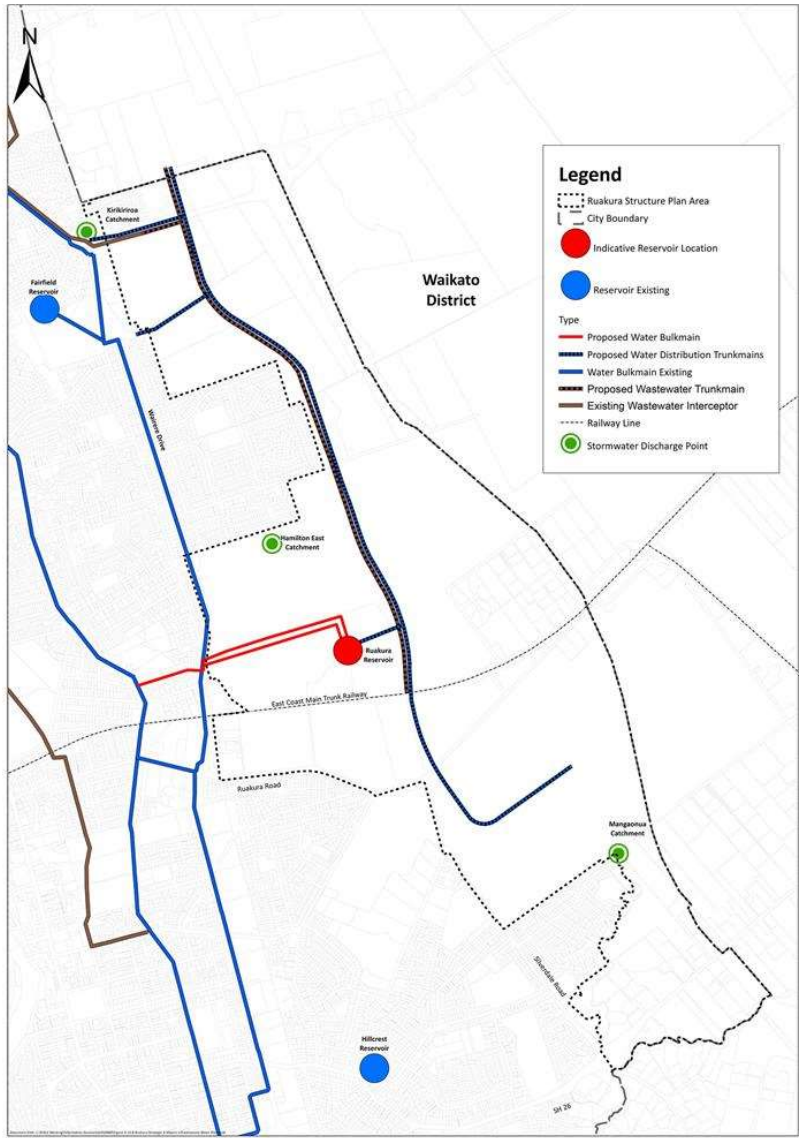 N
Kirikiriroa
Catchment
Fairfield
Reservoir
Wairere Drive
Waikato
District
Legend
Ruakura Structure Plan Area
City Boundary
Indicative Reservoir Location
Reservoir Existing
Type
Proposed Water Bulkmain
Proposed Water Distribution Trunkmains
Water Bulkmain Existing
Proposed Wastewater Trunkmain
Existing Wastewater Interceptor
Railway Line
Stormwater Discharge Point
Hamilton East
Catchment
Ruakura
Reservoir
East Coast Main Trunk Railway
Ruakura Road
Mangaonua
Catchment
Silverdale Road
Hillcrest
Reservoir
SH 26